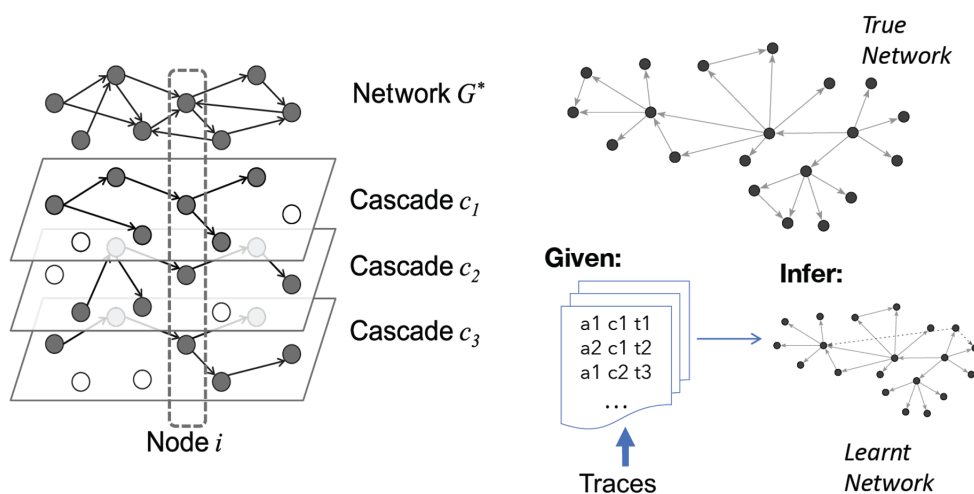 Network G*
Cascade c1
Cascade c2
Cascade c3
Node i
True
Network
Given:
a1 c1 t1
a2 c1 t2
a1 c2 t3
...
Traces
Infer:
Learnt
Network